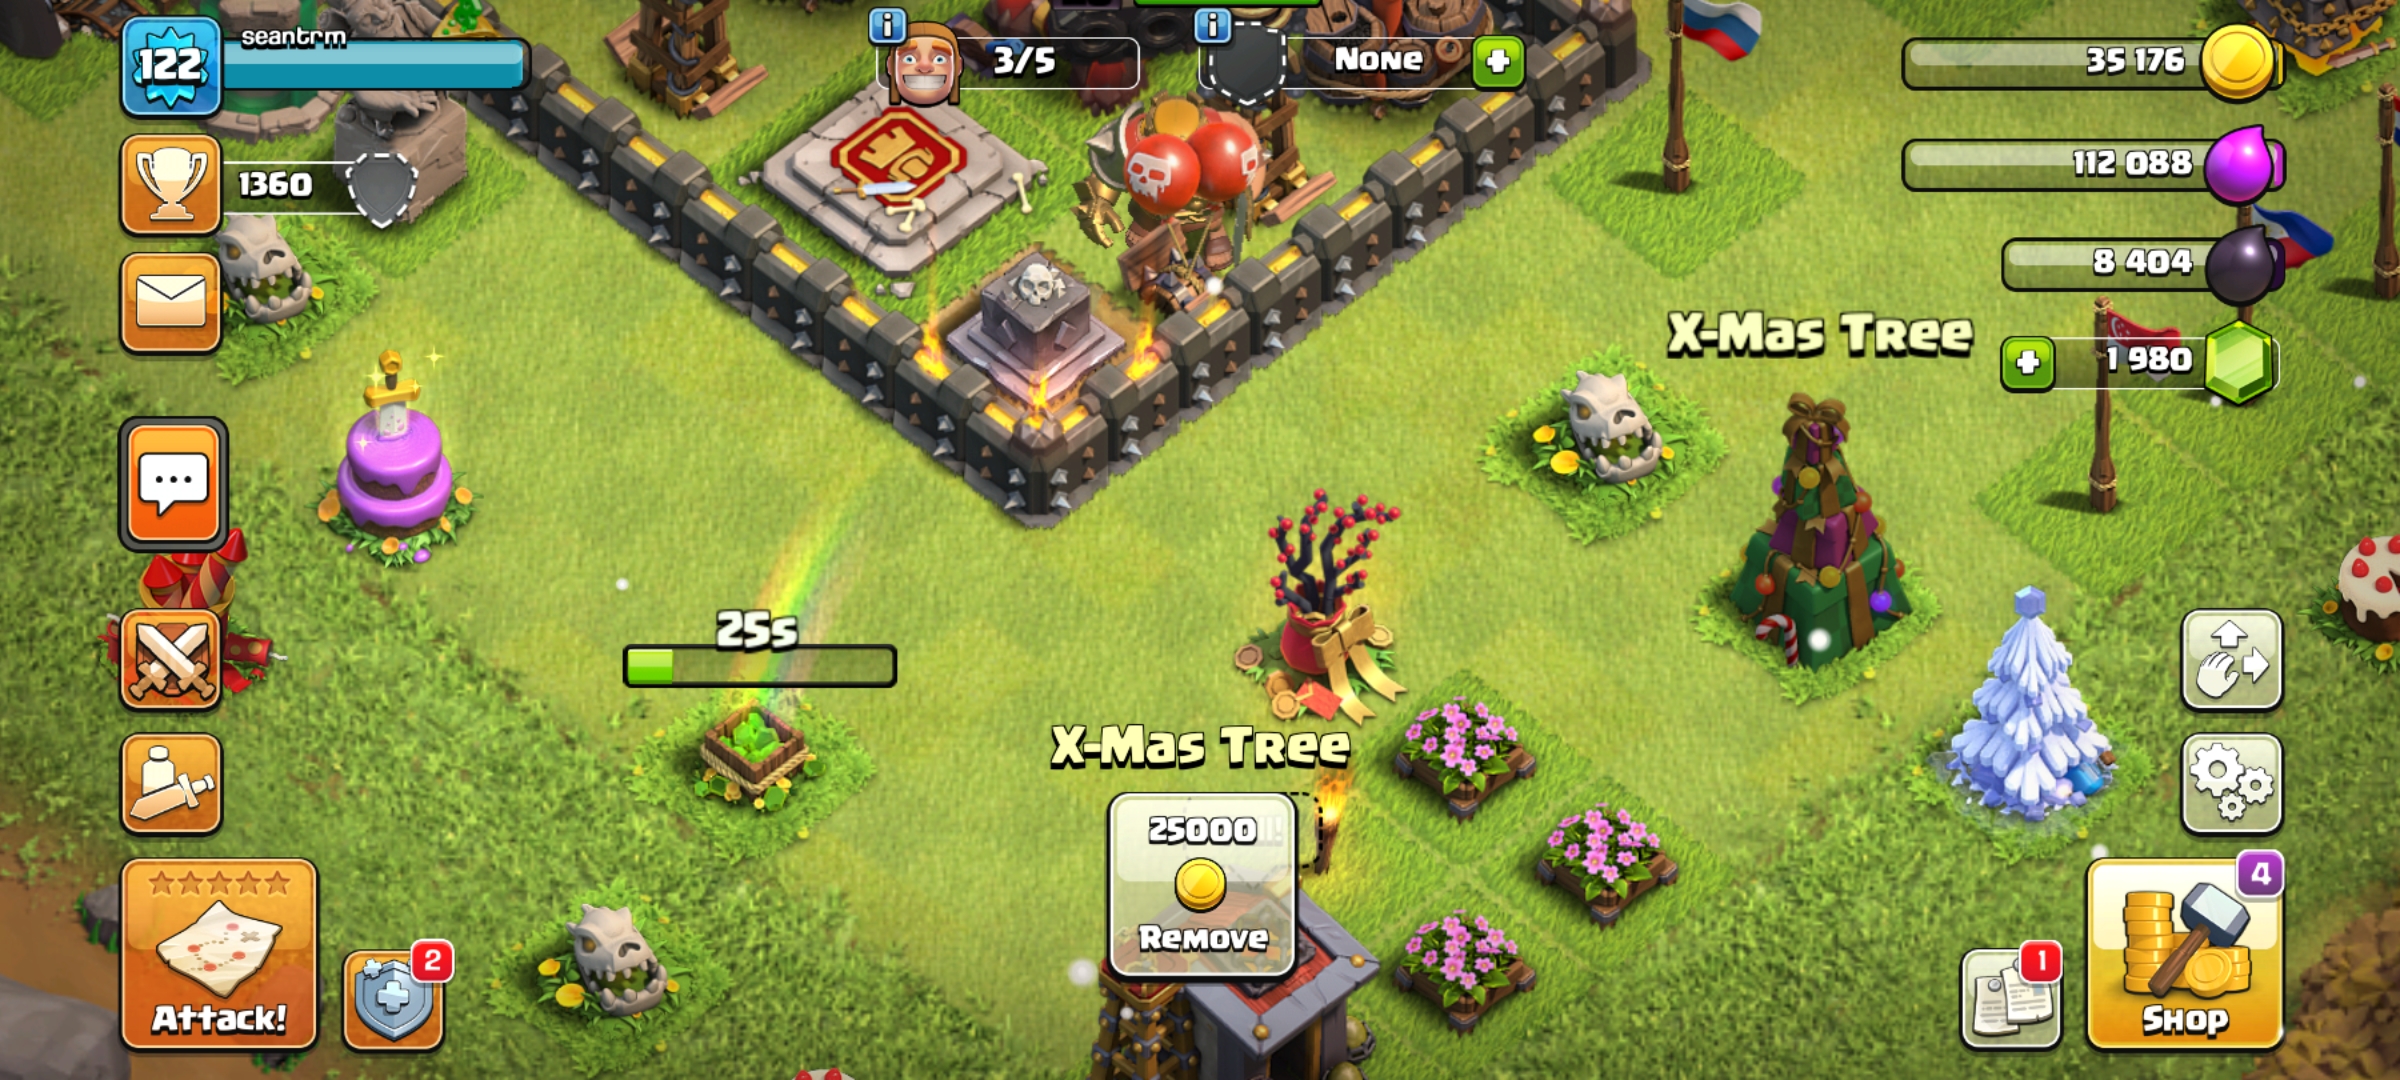 122
seantrm
3/5
None
35 176
1360
112 088
8 404
X-Mas Tree
1 980
25s
X-Mas Tree
25000
Remove
4
2
1
Attack!
Shop